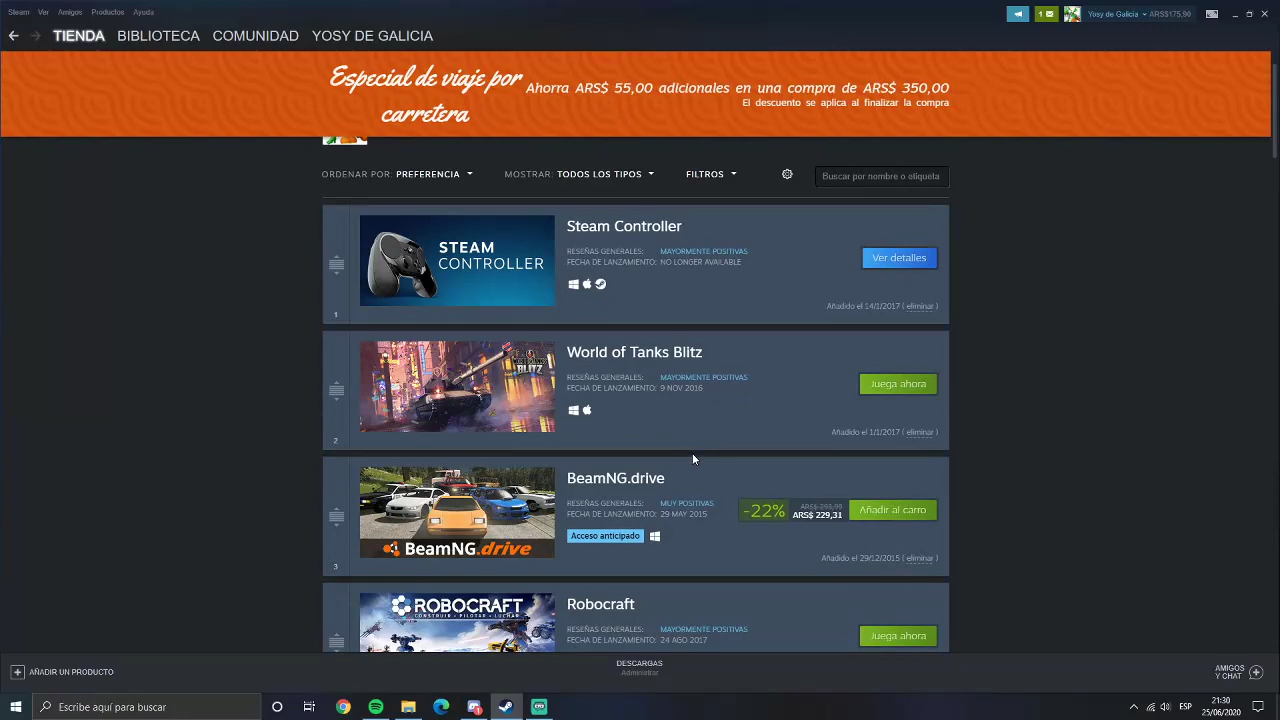 Steam Ver Amigos Productos Ayuda
1 Yosy de Galicia ARS$175,90
TIENDA BIBLIOTECA COMUNIDAD YOSY DE GALICIA
Especial de viaje por
carretera
Ahorra ARS$ 55,00 adicionales en una compra de ARS$ 350,00
El descuento se aplica al finalizar la compra
ORDENAR POR: PREFERENCIA MOSTRAR: TODOS LOS TIPOS FILTROS Buscar por nombre o etiqueta
STEAM
CONTROLLER
Steam Controller
RESEÑAS GENERALES: MAYORMENTE POSITIVAS
FECHA DE LANZAMIENTO: NO LONGER AVAILABLE
Ver detalles
Añadido el 14/1/2017 ( eliminar )
1
BLITZ
World of Tanks Blitz
RESEÑAS GENERALES: MAYORMENTE POSITIVAS
FECHA DE LANZAMIENTO: 9 NOV 2016
Juega ahora
Añadido el 1/1/2017 ( eliminar )
2
BeamNG.drive
BeamNG.drive
RESEÑAS GENERALES: MUY POSITIVAS
FECHA DE LANZAMIENTO: 29 MAY 2015
Acceso anticipado
-22% ARS$ 229,31 Añadir al carro
Añadido el 29/12/2015 ( eliminar )
3
ROBOCRAFT
CONSTRUIR • PILOTAR • LUCHAR
Robocraft
RESEÑAS GENERALES: MAYORMENTE POSITIVAS
FECHA DE LANZAMIENTO: 24 AGO 2017
Juega ahora
AÑADIR UN PRODUCTO
DESCARGAS
Administrar
AMIGOS
Y CHAT
Escribe aquí para buscar
ESP
21:30
25/06/2020